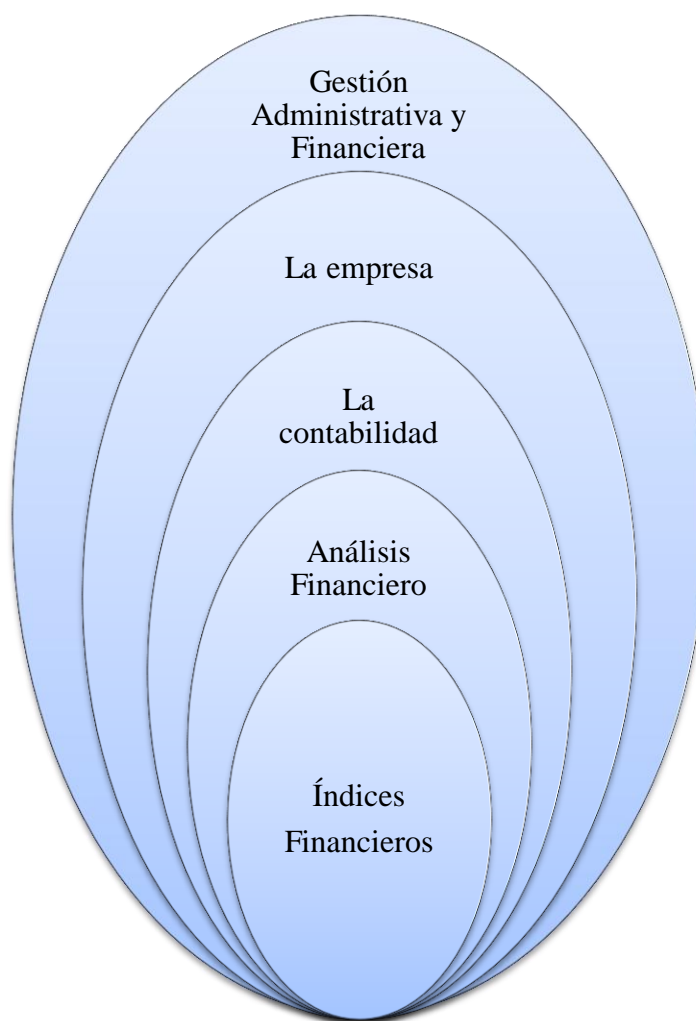 Gestión
Administrativa y
Financiera
La empresa
La
contabilidad
Análisis
Financiero
Índices
Financieros